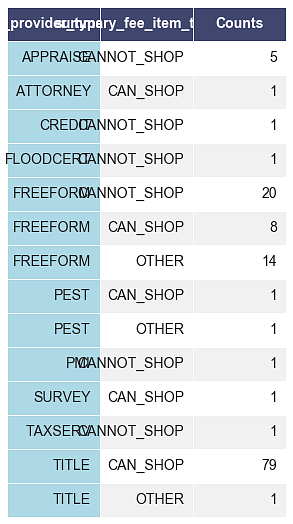 _provider_type summary_fee_item_t Counts
APPRAISE CANNOT_SHOP 5
ATTORNEY CAN_SHOP 1
CREDIT CANNOT_SHOP 1
FLOODCERT CANNOT_SHOP 1
FREEFORM CANNOT_SHOP 20
FREEFORM CAN_SHOP 8
FREEFORM OTHER 14
PEST CAN_SHOP 1
PEST OTHER 1
PMI CANNOT_SHOP 1
SURVEY CAN_SHOP 1
TAXSERV CANNOT_SHOP 1
TITLE CAN_SHOP 79
TITLE OTHER 1